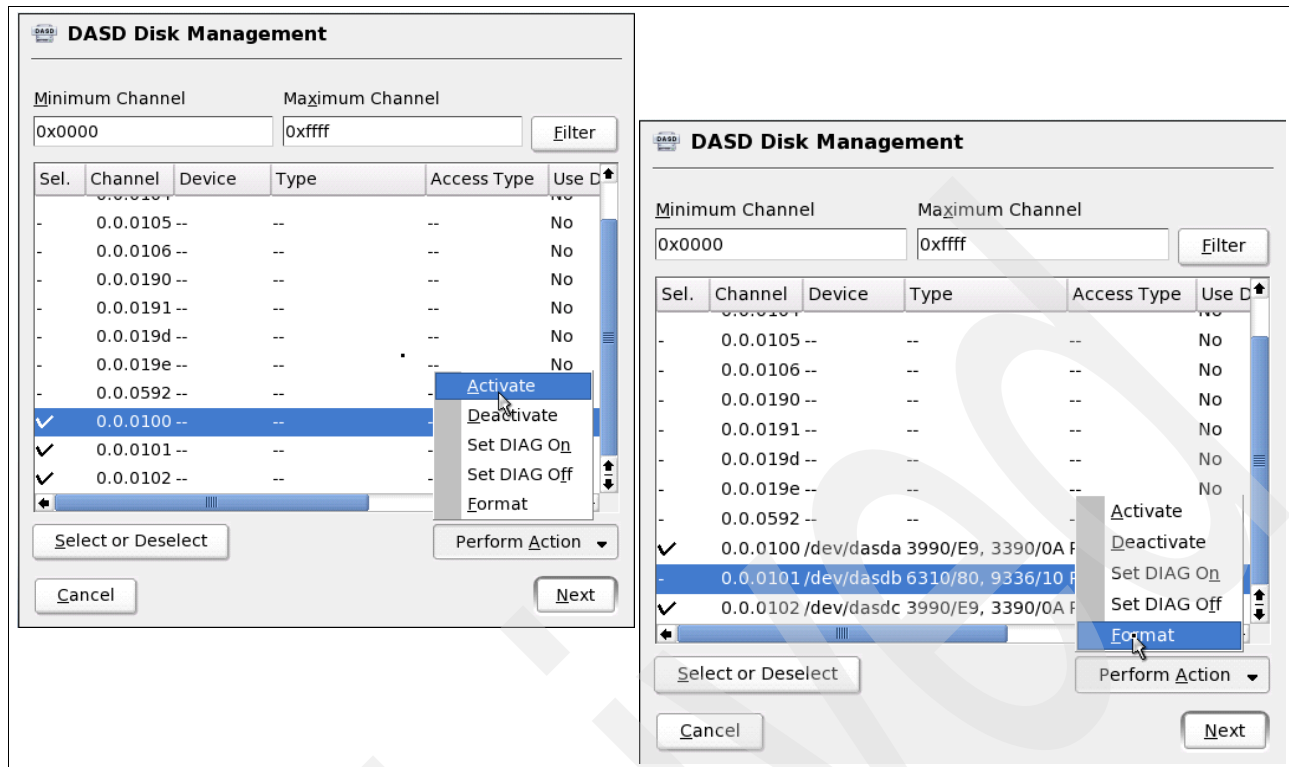 DASD Disk Management
Minimum Channel Maximum Channel
0x0000 0xffff Filter
Sel. Channel Device Type Access Type Use D
- 0.0.0105 -- -- -- No
- 0.0.0106 -- -- -- No
- 0.0.0190 -- -- -- No
- 0.0.0191 -- -- -- No
- 0.0.019d -- -- -- No
- 0.0.019e -- -- -- No
- 0.0.0592 -- --
0.0.0100 -- --
0.0.0101 -- --
0.0.0102 -- --
Activate
Deactivate
Set DIAG On
Set DIAG Off
Format
Select or Deselect Perform Action
Cancel Next
DASD Disk Management
Minimum Channel Maximum Channel
0x0000 0xffff Filter
Sel. Channel Device Type Access Type Use D
- 0.0.0105 -- -- -- No
- 0.0.0106 -- -- -- No
- 0.0.0190 -- -- -- No
- 0.0.0191 -- -- -- No
- 0.0.019d -- -- -- No
- 0.0.019e -- -- -- No
- 0.0.0592 -- --
0.0.0100 /dev/dasda 3990/E9, 3390/0A
- 0.0.0101 /dev/dasdb 6310/80, 9336/10
0.0.0102 /dev/dasdc 3990/E9, 3390/0A
Activate
Deactivate
Set DIAG On
Set DIAG Off
Format
Select or Deselect Perform Action
Cancel Next